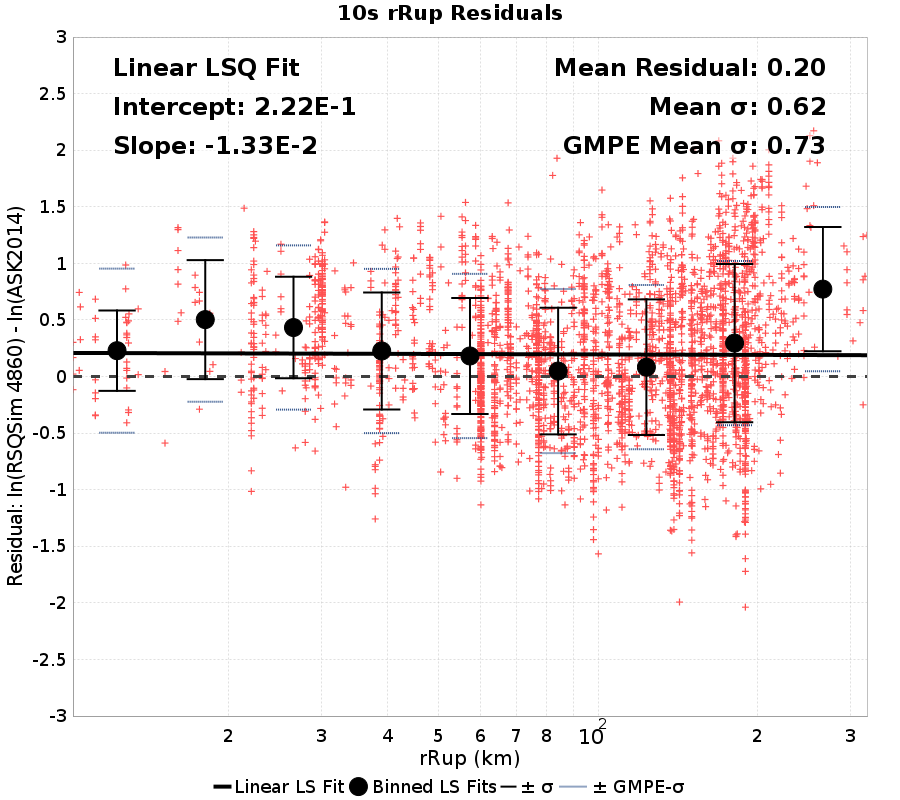 10s rRup Residuals
Linear LSQ Fit
Intercept: 2.22E-1
Slope: -1.33E-2
Mean Residual: 0.20
Mean σ: 0.62
GMPE Mean σ: 0.73
Residual: ln(RSQSim 4860) - ln(ASK2014)
3
2.5
2
1.5
1
0.5
0
-0.5
-1
-1.5
-2
-2.5
-3
2 3 4 5 6 7 8 10² 2 3
rRup (km)
Linear LS Fit Binned LS Fits ± σ ± GMPE-σ